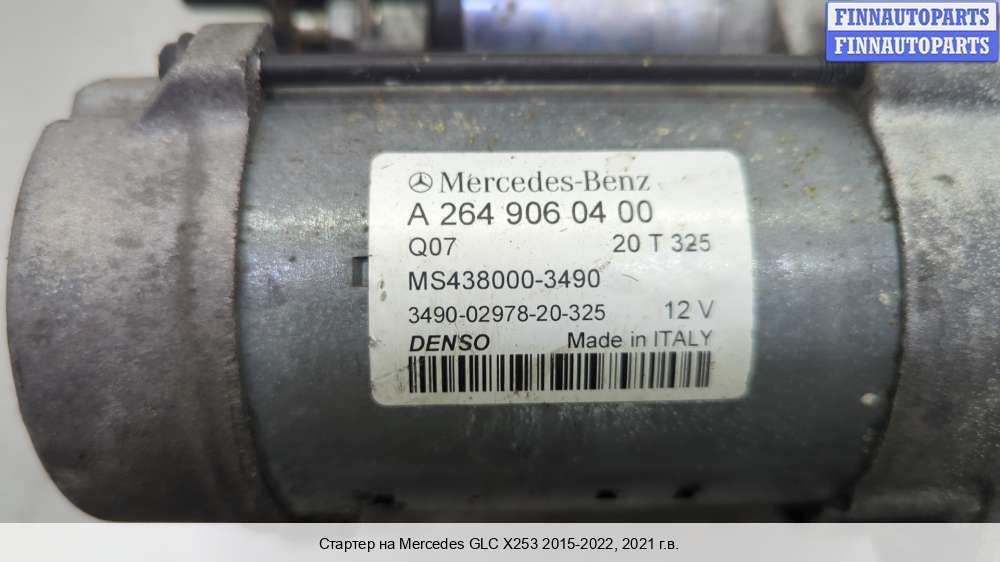 FINNAUTOPARTS
FINNAUTOPARTS
Mercedes-Benz
A 264 906 04 00
Q07 20 T 325
MS438000-3490
3490-02978-20-325 12 V
DENSO Made in ITALY
Стартер на Mercedes GLC X253 2015-2022, 2021 г.в.